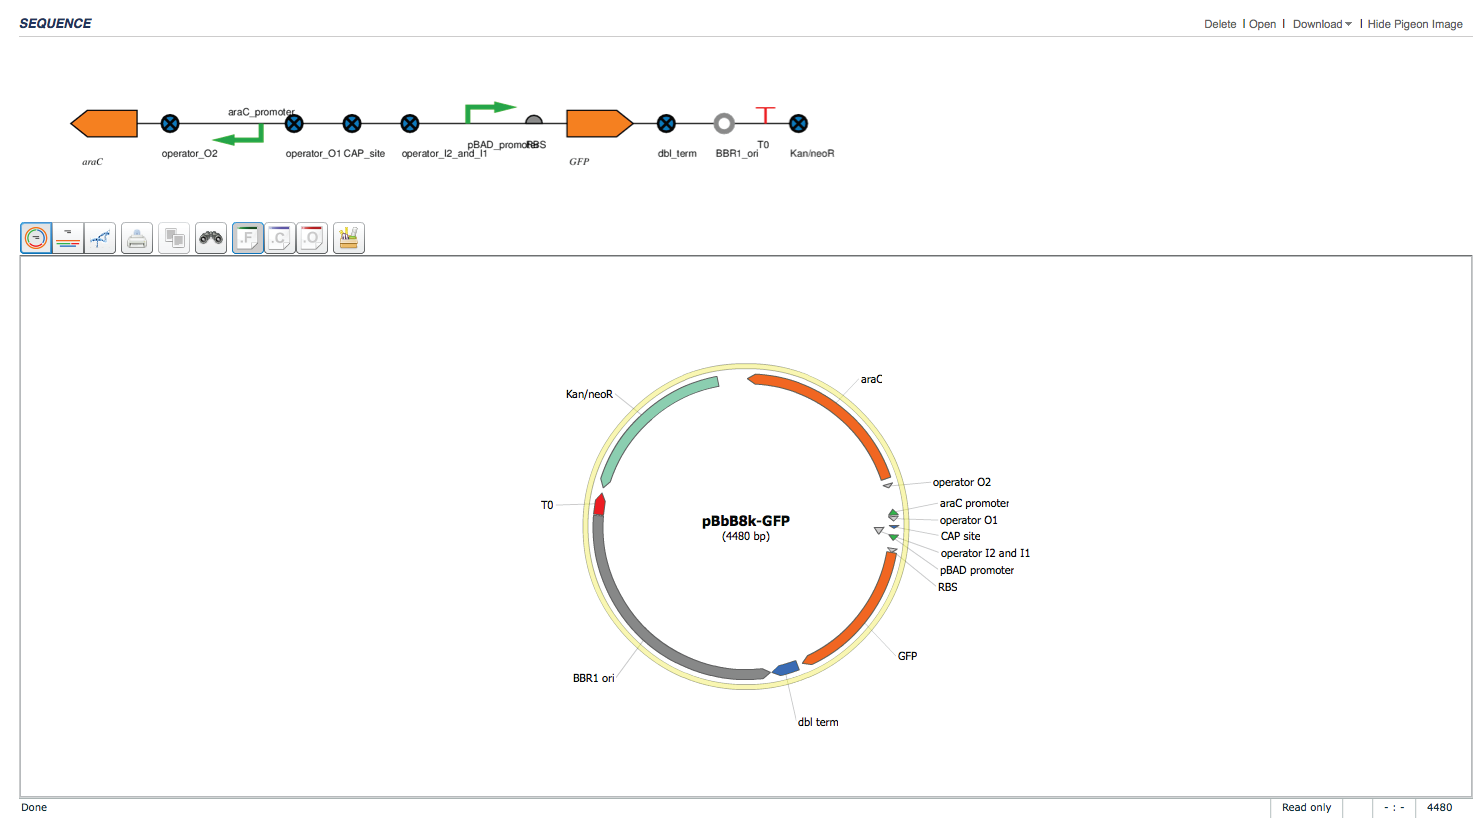 SEQUENCE
Delete | Open | Download | Hide Pigeon Image
araC_promoter
pBAD_promoter RBS
T0
operator_O2
operator_O1 CAP_site
operator_I2_and_I1
dbl_term
BBR1_ori
Kan/neoR
araC
GFP
.F
.C
.O
araC
Kan/neoR
operator O2
araC promoter
T0
operator O1
pBbB8k-GFP
(4480 bp)
CAP site
operator I2 and I1
pBAD promoter
RBS
GFP
BBR1 ori
dbl term
Done
Read only
- : -
4480